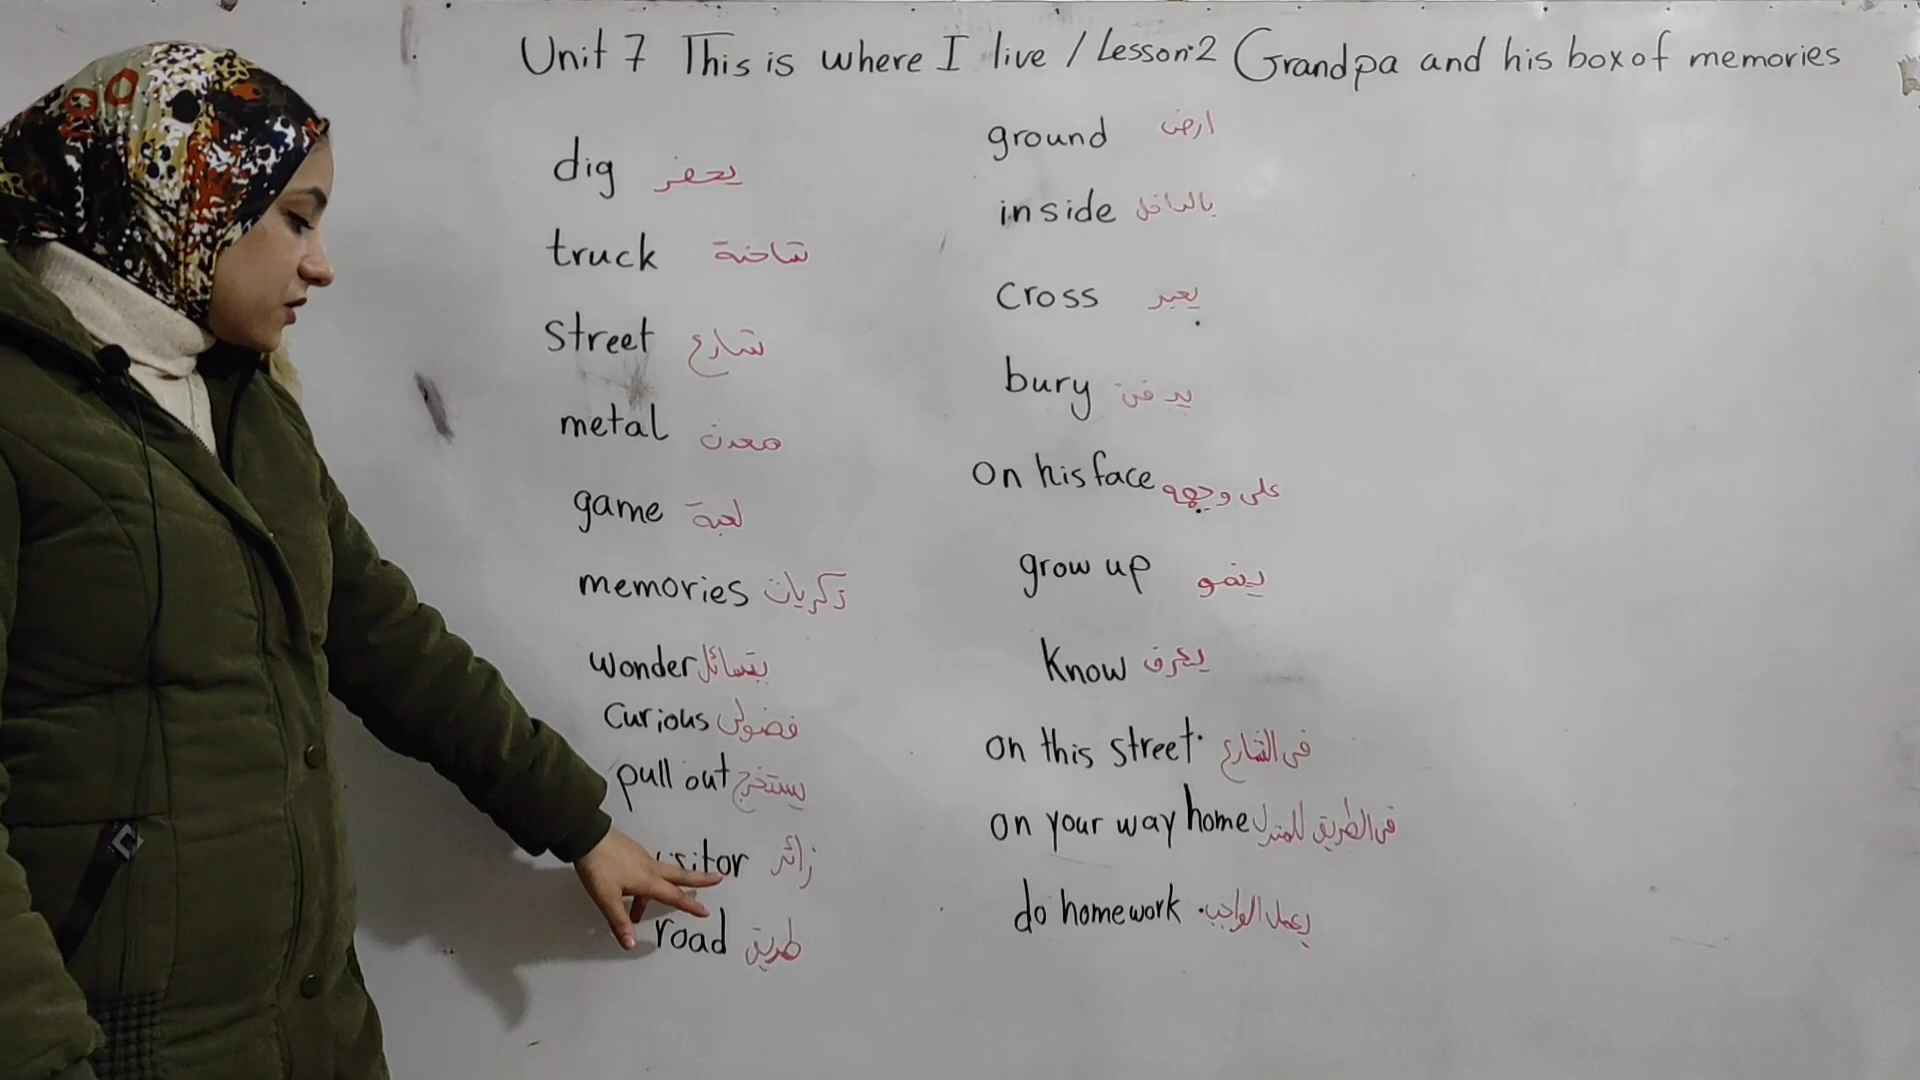 Unit 7 This is where I live / Lesson 2 Grandpa and his box of memories
dig يحفر
truck شاحنة
street شارع
metal معدن
game لعبة
memories ذكريات
wonder يتسائل
curious فضولى
pull out يستخرج
زائر
road طريق
ground ارض
inside بالداخل
cross يعبر
bury يدفن
on his face على وجهه
grow up ينمو
Know يعرف
on this street فى الشارع
on your way home فى الطريق للمنزل
do homework يعمل الواجب